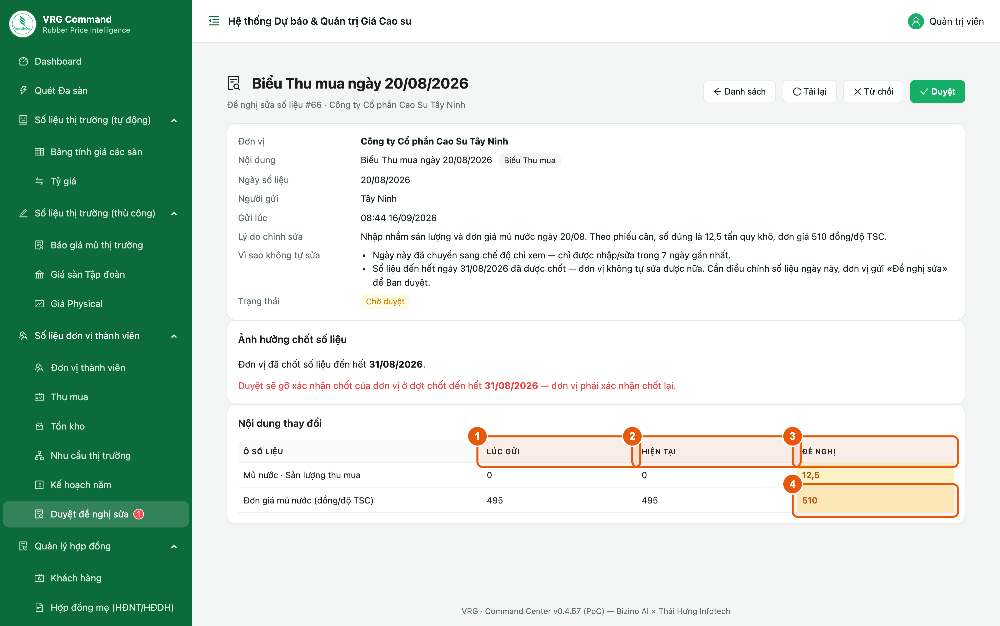 VRG Command
Rubber Price Intelligence
Dashboard
Quét Đa sàn
Số liệu thị trường (tự động)
Bảng tính giá các sàn
Tỷ giá
Số liệu thị trường (thủ công)
Báo giá mủ thị trường
Giá sàn Tập đoàn
Giá Physical
Số liệu đơn vị thành viên
Đơn vị thành viên
Thu mua
Tồn kho
Nhu cầu thị trường
Kế hoạch năm
Duyệt đề nghị sửa 1
Quản lý hợp đồng
Khách hàng
Hợp đồng mẹ (HĐNT/HĐDH)
Hệ thống Dự báo & Quản trị Giá Cao su
Quản trị viên
Biểu Thu mua ngày 20/08/2026
Đề nghị sửa số liệu #66 · Công ty Cổ phần Cao Su Tây Ninh
Danh sách
Tải lại
Từ chối
Duyệt
Đơn vị Công ty Cổ phần Cao Su Tây Ninh
Nội dung Biểu Thu mua ngày 20/08/2026 Biểu Thu mua
Ngày số liệu 20/08/2026
Người gửi Tây Ninh
Gửi lúc 08:44 16/09/2026
Lý do chỉnh sửa Nhập nhầm sản lượng và đơn giá mủ nước ngày 20/08. Theo phiếu cân, số đúng là 12,5 tấn quy khô, đơn giá 510 đồng/độ TSC.
Vì sao không tự sửa • Ngày này đã chuyển sang chế độ chỉ xem — chỉ được nhập/sửa trong 7 ngày gần nhất.
• Số liệu đến hết ngày 31/08/2026 đã được chốt — đơn vị không tự sửa được nữa. Cần điều chỉnh số liệu ngày này, đơn vị gửi «Đề nghị sửa»
để Ban duyệt.
Trạng thái Chờ duyệt
Ảnh hưởng chốt số liệu
Đơn vị đã chốt số liệu đến hết 31/08/2026.
Duyệt sẽ gỡ xác nhận chốt của đơn vị ở đợt chốt đến hết 31/08/2026 — đơn vị phải xác nhận chốt lại.
Nội dung thay đổi
1 2 3
Ô SỐ LIỆU LÚC GỬI HIỆN TẠI ĐỀ NGHỊ
Mủ nước · Sản lượng thu mua 0 0 12,5
4
Đơn giá mủ nước (đồng/độ TSC) 495 495 510
VRG · Command Center v0.4.57 (PoC) — Bizino AI × Thái Hưng Infotech